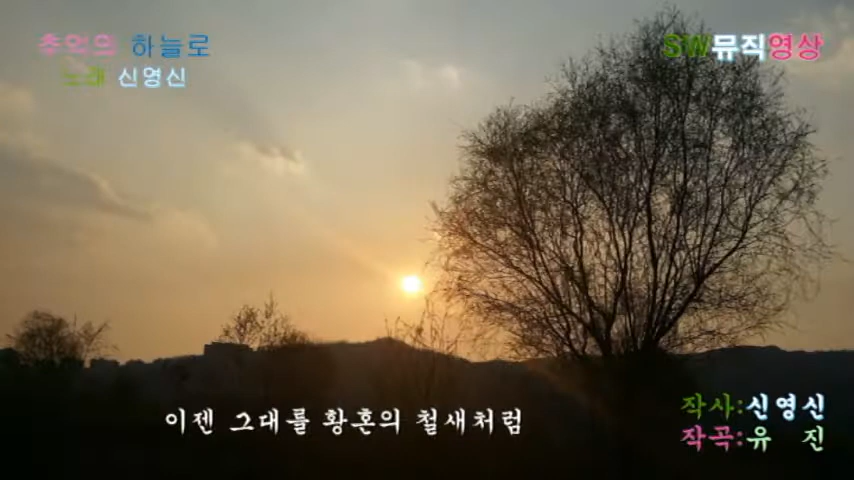 추억의 하늘로
노래 신영신
SW뮤직영상
이젠 그대를 황혼의 철새처럼
작사:신영신
작곡:유 진